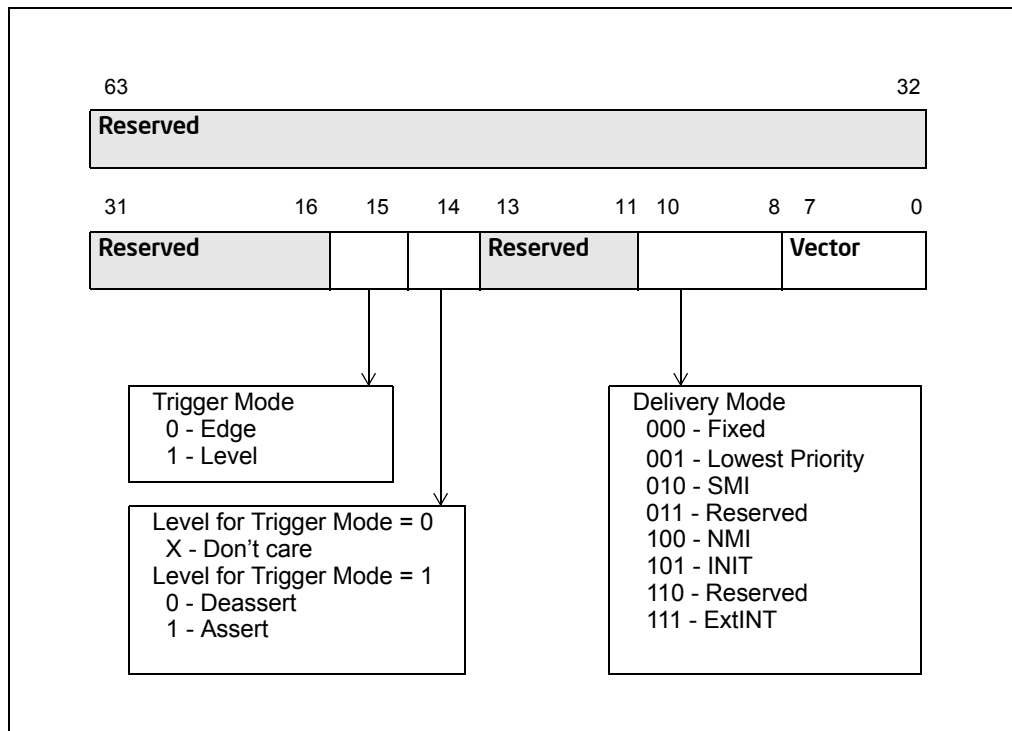 63 32
Reserved
31 16 15 14 13 11 10 8 7 0
Reserved Reserved Vector
Trigger Mode
0 - Edge
1 - Level
Level for Trigger Mode = 0
X - Don't care
Level for Trigger Mode = 1
0 - Deassert
1 - Assert
Delivery Mode
000 - Fixed
001 - Lowest Priority
010 - SMI
011 - Reserved
100 - NMI
101 - INIT
110 - Reserved
111 - ExtINT